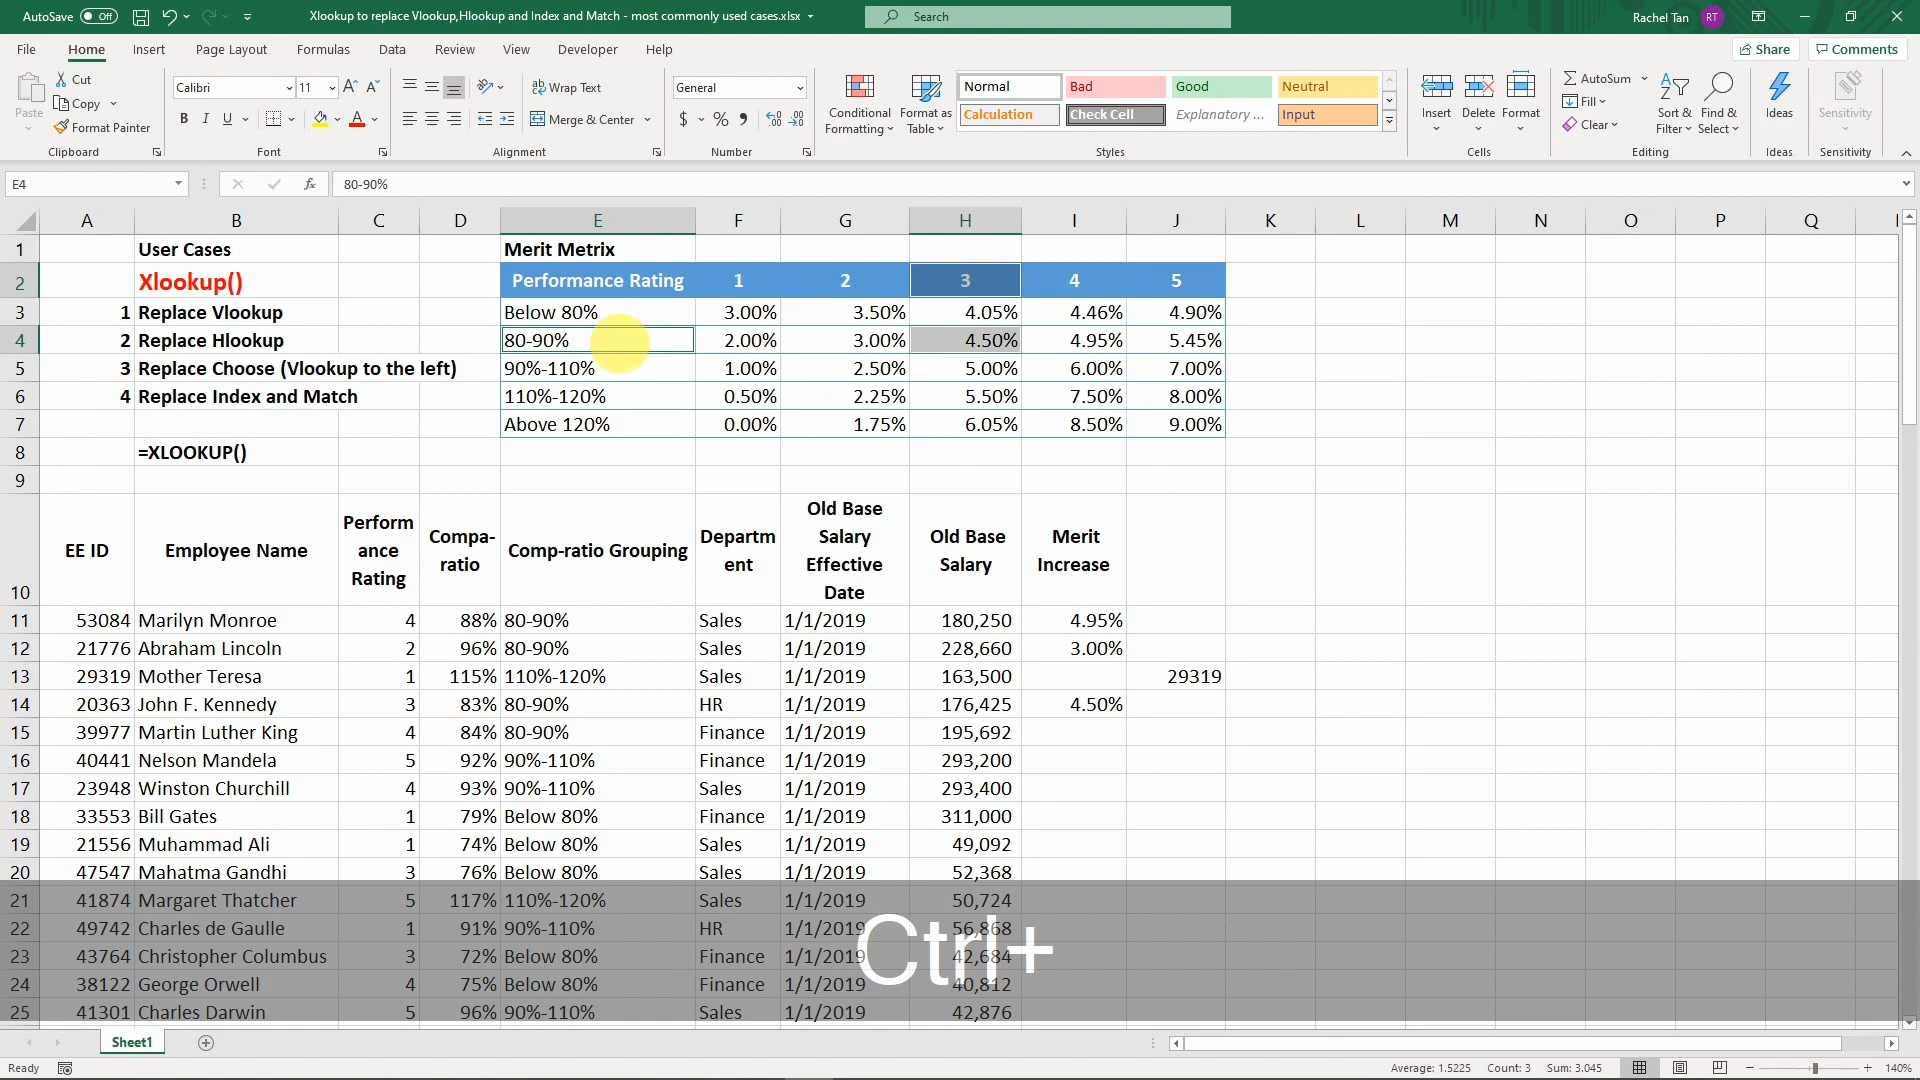 AutoSave Off
Xlookup to replace Vlookup,Hlookup and Index and Match - most commonly used cases.xlsx
Search
Rachel Tan RT
File Home Insert Page Layout Formulas Data Review View Developer Help
Share Comments
Paste Cut Copy Format Painter
Calibri 11
B I U
Wrap Text
Merge & Center
General
$ % ,
Conditional Formatting
Format as Table
Normal Bad Good Neutral
Calculation Check Cell Explanatory ... Input
Insert Delete Format
AutoSum
Fill
Clear
Sort & Filter
Find & Select
Ideas
Sensitivity
Clipboard Font Alignment Number Styles Cells Editing Ideas Sensitivity
E4 fx 80-90%
A B C D E F G H I J K L M N O P Q
1 User Cases Merit Metrix
2 Xlookup() Performance Rating 1 2 3 4 5
3 1 Replace Vlookup Below 80% 3.00% 3.50% 4.05% 4.46% 4.90%
4 2 Replace Hlookup 80-90% 2.00% 3.00% 4.50% 4.95% 5.45%
5 3 Replace Choose (Vlookup to the left) 90%-110% 1.00% 2.50% 5.00% 6.00% 7.00%
6 4 Replace Index and Match 110%-120% 0.50% 2.25% 5.50% 7.50% 8.00%
7 Above 120% 0.00% 1.75% 6.05% 8.50% 9.00%
8 =XLOOKUP()
9
10 EE ID Employee Name Performance Rating Compa-ratio Comp-ratio Grouping Department Old Base Salary Effective Date Old Base Salary Merit Increase
11 53084 Marilyn Monroe 4 88% 80-90% Sales 1/1/2019 180,250 4.95%
12 21776 Abraham Lincoln 2 96% 80-90% Sales 1/1/2019 228,660 3.00%
13 29319 Mother Teresa 1 115% 110%-120% Sales 1/1/2019 163,500 29319
14 20363 John F. Kennedy 3 83% 80-90% HR 1/1/2019 176,425 4.50%
15 39977 Martin Luther King 4 84% 80-90% Finance 1/1/2019 195,692
16 40441 Nelson Mandela 5 92% 90%-110% Finance 1/1/2019 293,200
17 23948 Winston Churchill 4 93% 90%-110% Sales 1/1/2019 293,400
18 33553 Bill Gates 1 79% Below 80% Finance 1/1/2019 311,000
19 21556 Muhammad Ali 1 74% Below 80% Sales 1/1/2019 49,092
20 47547 Mahatma Gandhi 3 76% Below 80% Sales 1/1/2019 52,368
21 41874 Margaret Thatcher 5 117% 110%-120% Sales 1/1/2019 50,724
22 49742 Charles de Gaulle 1 91% 90%-110% HR 1/1/2019 56,868
23 43764 Christopher Columbus 3 72% Below 80% Finance 1/1/2019 42,684
24 38122 George Orwell 4 75% Below 80% Finance 1/1/2019 40,812
25 41301 Charles Darwin 5 96% 90%-110% Sales 1/1/2019 42,876
Ctrl+
Sheet1
Ready Average: 1.5225 Count: 3 Sum: 3.045 140%